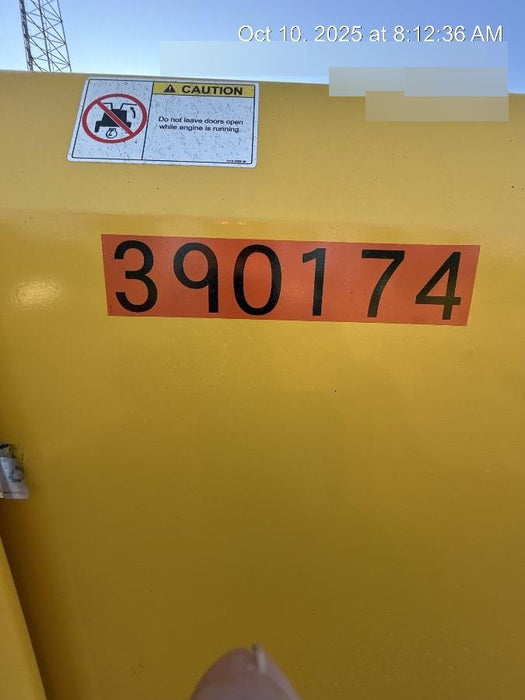 Oct 10, 2025 at 8:12:36 AM
CAUTION
Do not leave doors open
while engine is running.
390174